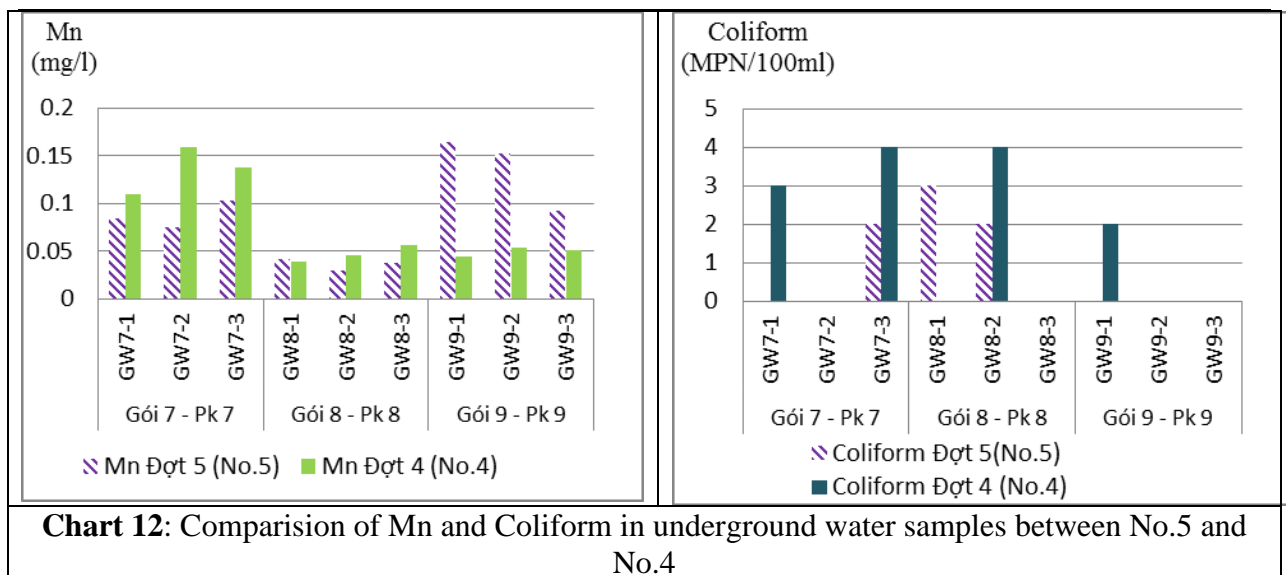 Mn
(mg/l)
0.2
0.15
0.1
0.05
0
GW7-1
GW7-2
GW7-3
GW8-1
GW8-2
GW8-3
GW9-1
GW9-2
GW9-3
Gói 7 - Pk 7
Gói 8 - Pk 8
Gói 9 - Pk 9
Mn Đợt 5 (No.5)
Mn Đợt 4 (No.4)
Coliform
(MPN/100ml)
5
4
3
2
1
0
GW7-1
GW7-2
GW7-3
GW8-1
GW8-2
GW8-3
GW9-1
GW9-2
GW9-3
Gói 7 - Pk 7
Gói 8 - Pk 8
Gói 9 - Pk 9
Coliform Đợt 5(No.5)
Coliform Đợt 4 (No.4)
Chart 12: Comparision of Mn and Coliform in underground water samples between No.5 and
No.4